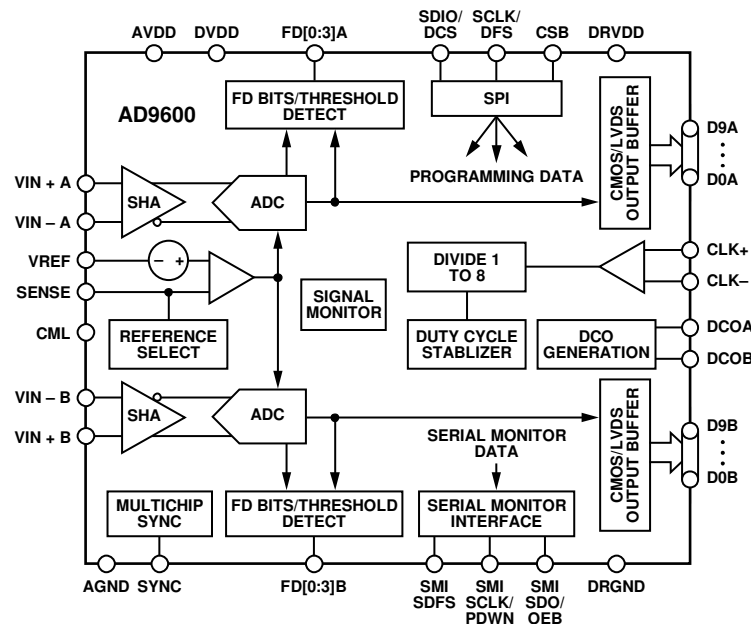 AVDD
DVDD
FD[0:3]A
SDIO/
DCS
SCLK/
DFS
CSB
DRVDD
AD9600
FD BITS/THRESHOLD
DETECT
SPI
PROGRAMMING DATA
CMOS/LVDS
OUTPUT BUFFER
D9A
D0A
VIN + A
VIN – A
SHA
ADC
VREF
SENSE
CML
– +
REFERENCE
SELECT
SIGNAL
MONITOR
DIVIDE 1
TO 8
DUTY CYCLE
STABLIZER
DCO
GENERATION
CLK+
CLK–
DCOA
DCOB
VIN – B
VIN + B
SHA
ADC
SERIAL MONITOR
DATA
CMOS/LVDS
OUTPUT BUFFER
D9B
D0B
MULTICHIP
SYNC
FD BITS/THRESHOLD
DETECT
SERIAL MONITOR
INTERFACE
AGND
SYNC
FD[0:3]B
SMI
SDFS
SMI
SCLK/
PDWN
SMI
SDO/
OEB
DRGND